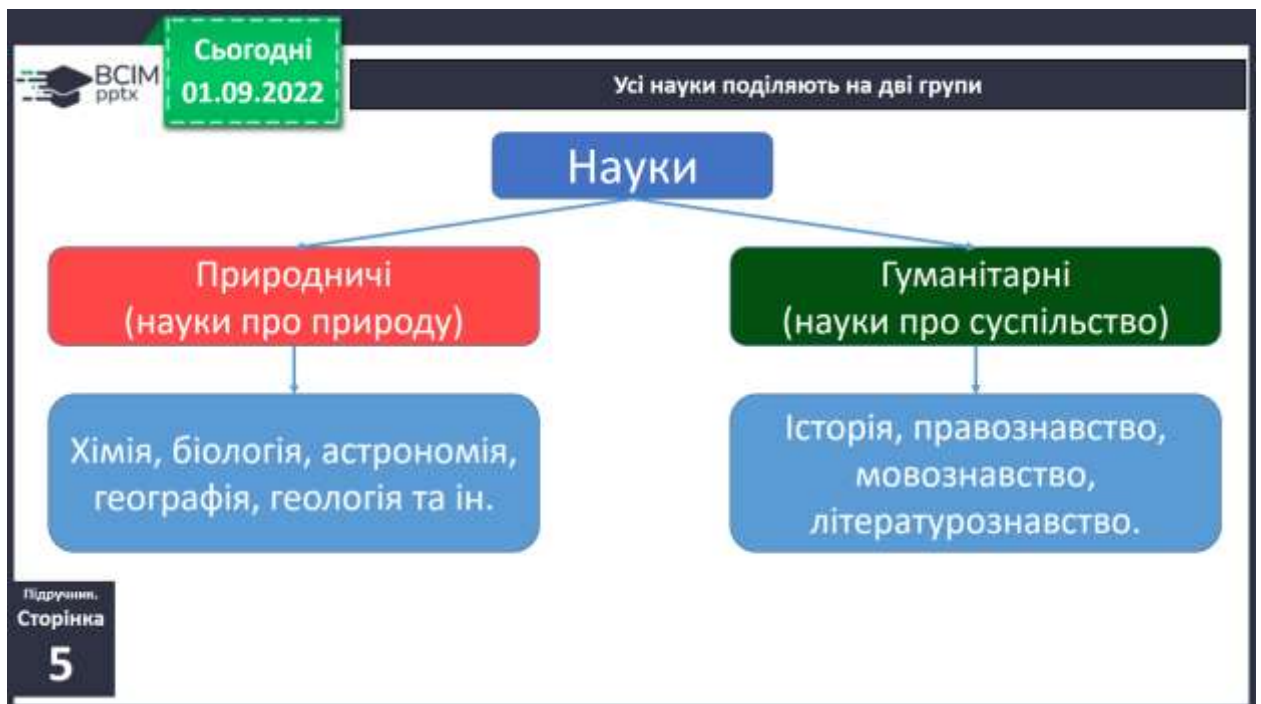 Сьогодні
01.09.2022
ВСІМ
pptx
Усі науки поділяють на дві групи
Науки
Природничі
(науки про природу)
Гуманітарні
(науки про суспільство)
Хімія, біологія, астрономія,
географія, геологія та ін.
Історія, правознавство,
мовознавство,
літературознавство.
Підручник.
Сторінка
5